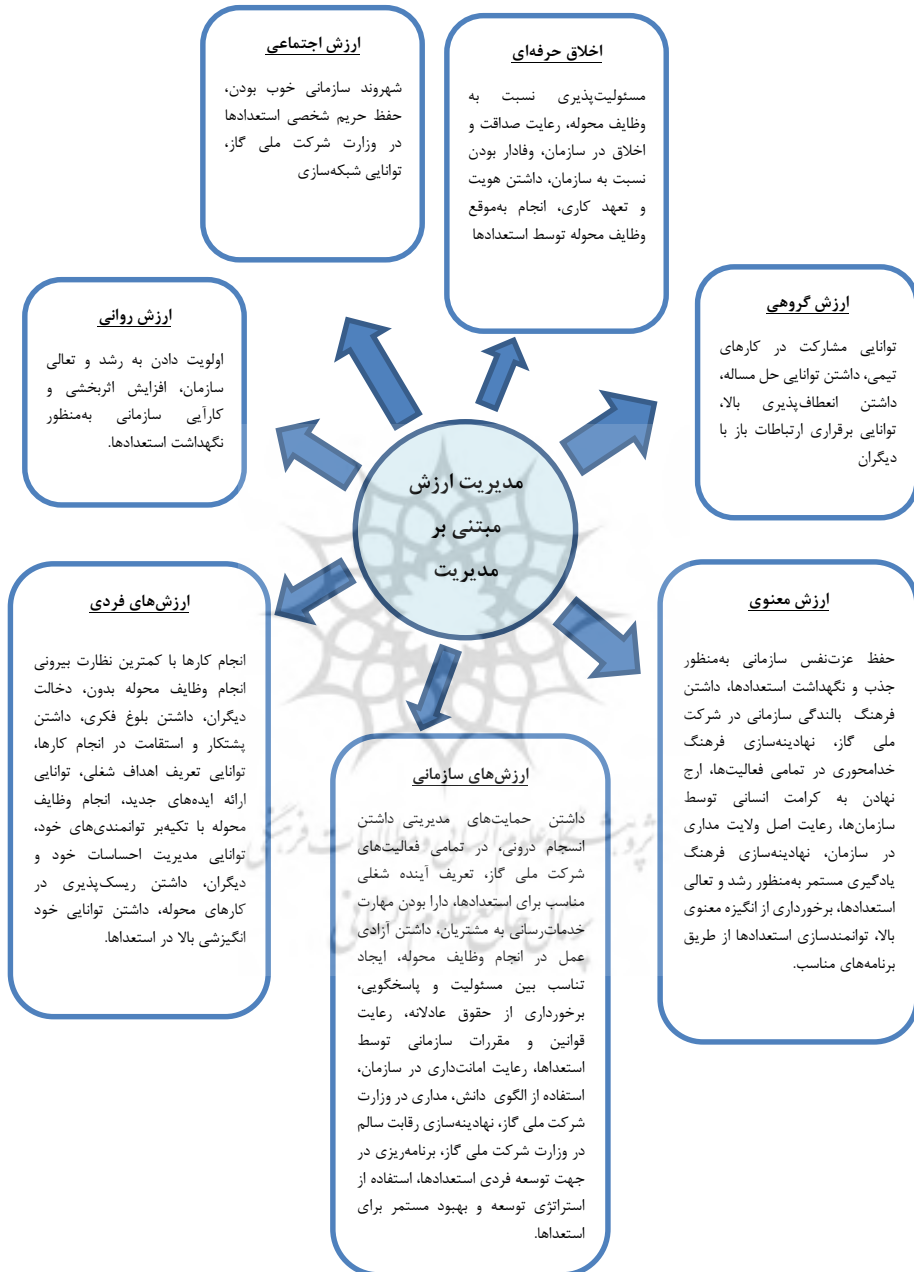 ارزش اجتماعی
شهروند سازمانی خوب بودن،
حفظ حریم شخصی استعدادها
در وزارت شرکت ملی گاز،
توانایی شبکه‌سازی
اخلاق حرفه‌ای
مسئولیت‌پذیری نسبت به
وظایف محوله، رعایت صداقت و
اخلاق در سازمان، وفادار بودن
نسبت به سازمان، داشتن هویت
و تعهد کاری، انجام به‌موقع
وظایف محوله توسط استعدادها
ارزش گروهی
توانایی مشارکت در کارهای
تیمی، داشتن توانایی حل مساله،
داشتن انعطاف‌پذیری بالا،
توانایی برقراری ارتباطات باز با
دیگران
ارزش روانی
اولویت دادن به رشد و تعالی
سازمان، افزایش اثربخشی و
کارآیی سازمانی به‌منظور
نگهداشت استعدادها.
مدیریت ارزش
مبتنی بر
مدیریت
ارزش معنوی
حفظ عزت‌نفس سازمانی به‌منظور
جذب و نگهداشت استعدادها، داشتن
فرهنگ بالندگی سازمانی در شرکت
ملی گاز، نهادینه‌سازی فرهنگ
خدامحوری در تمامی فعالیت‌ها، ارج
نهادن به کرامت انسانی توسط
سازمان‌ها، رعایت اصل ولایت مداری
در سازمان، نهادینه‌سازی فرهنگ
یادگیری مستمر به‌منظور رشد و تعالی
استعدادها، برخورداری از انگیزه معنوی
بالا، توانمندسازی استعدادها از طریق
برنامه‌های مناسب.
ارزش‌های فردی
انجام کارها با کمترین نظارت بیرونی
انجام وظایف محوله بدون، دخالت
دیگران، داشتن بلوغ فکری، داشتن
پشتکار و استقامت در انجام کارها،
توانایی تعریف اهداف شغلی، توانایی
ارائه ایده‌های جدید، انجام وظایف
محوله با تکیه‌بر توانمندی‌های خود،
توانایی مدیریت احساسات خود و
دیگران، داشتن ریسک‌پذیری در
کارهای محوله، داشتن توانایی خود
انگیزشی بالا در استعداها.
ارزش‌های سازمانی
داشتن حمایت‌های مدیریتی داشتن
انسجام درونی، در تمامی فعالیت‌های
شرکت ملی گاز، تعریف آینده شغلی
مناسب برای استعدادها، دارا بودن مهارت
خدمات‌رسانی به مشتریان، داشتن آزادی
عمل در انجام وظایف محوله، ایجاد
تناسب بین مسئولیت و پاسخگویی،
برخورداری از حقوق عادلانه، رعایت
قوانین و مقررات سازمانی توسط
استعداها، رعایت امانت‌داری در سازمان،
استفاده از الگوی دانش، مداری در وزارت
شرکت ملی گاز، نهادینه‌سازی رقابت سالم
در وزارت شرکت ملی گاز، برنامه‌ریزی در
جهت توسعه فردی استعدادها، استفاده از
استراتژی توسعه و بهبود مستمر برای
استعداها.
پژوهشگاه علوم انسانی و مطالعات فرهنگی
پرتال جامع علوم انسانی